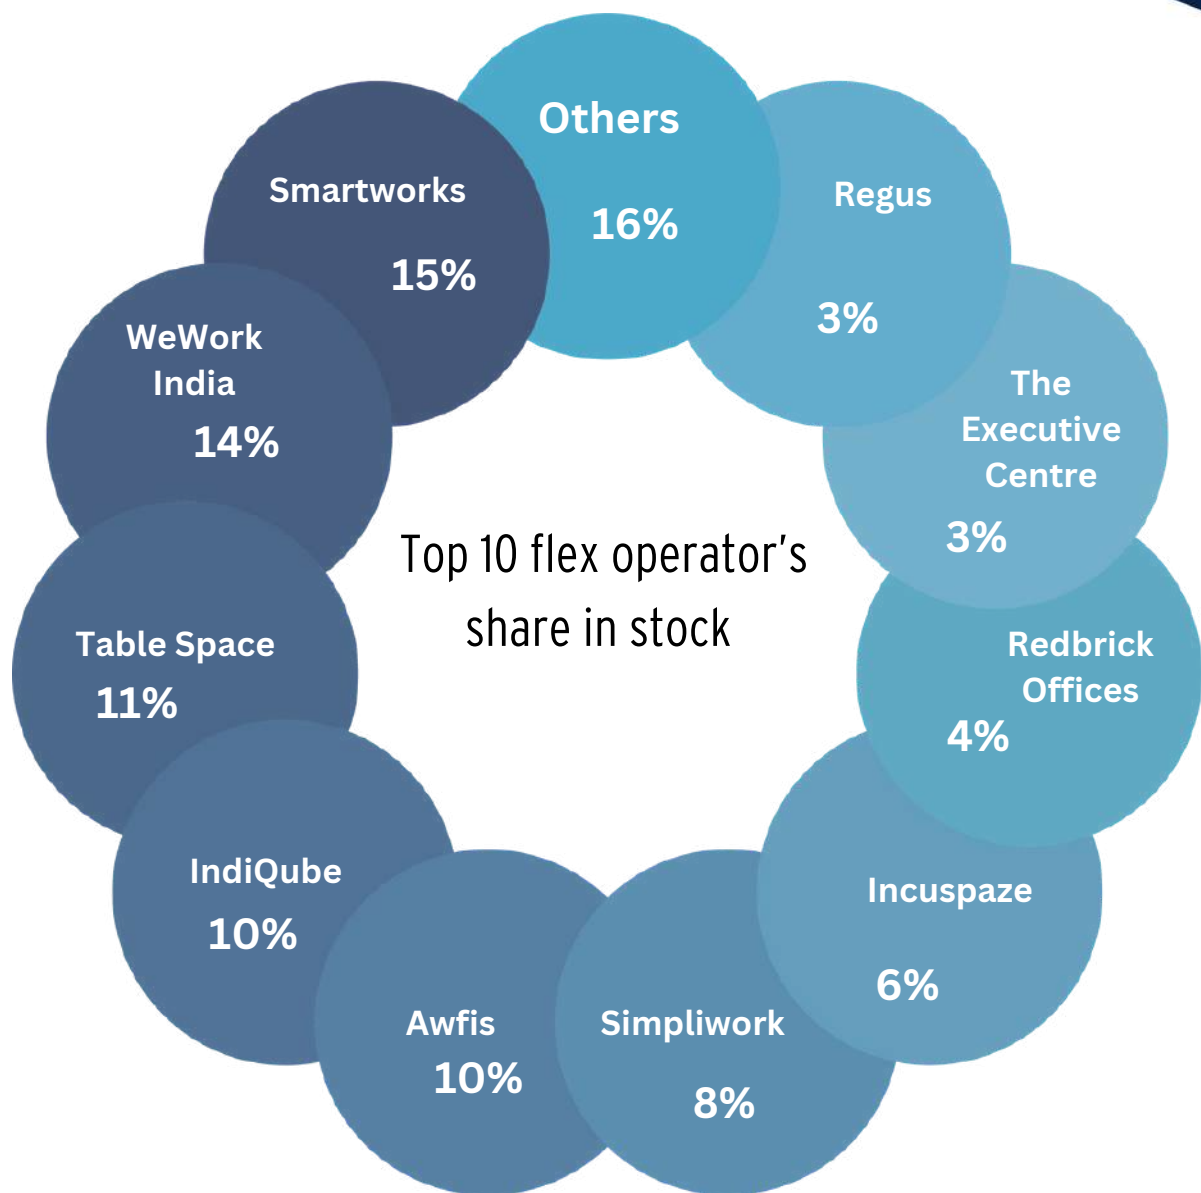 Others
16%
Regus
3%
The
Executive
Centre
3%
Redbrick
Offices
4%
Incuspaze
6%
Simpliwork
8%
Awfis
10%
IndiQube
10%
Table Space
11%
WeWork
India
14%
Smartworks
15%
Top 10 flex operator's
share in stock